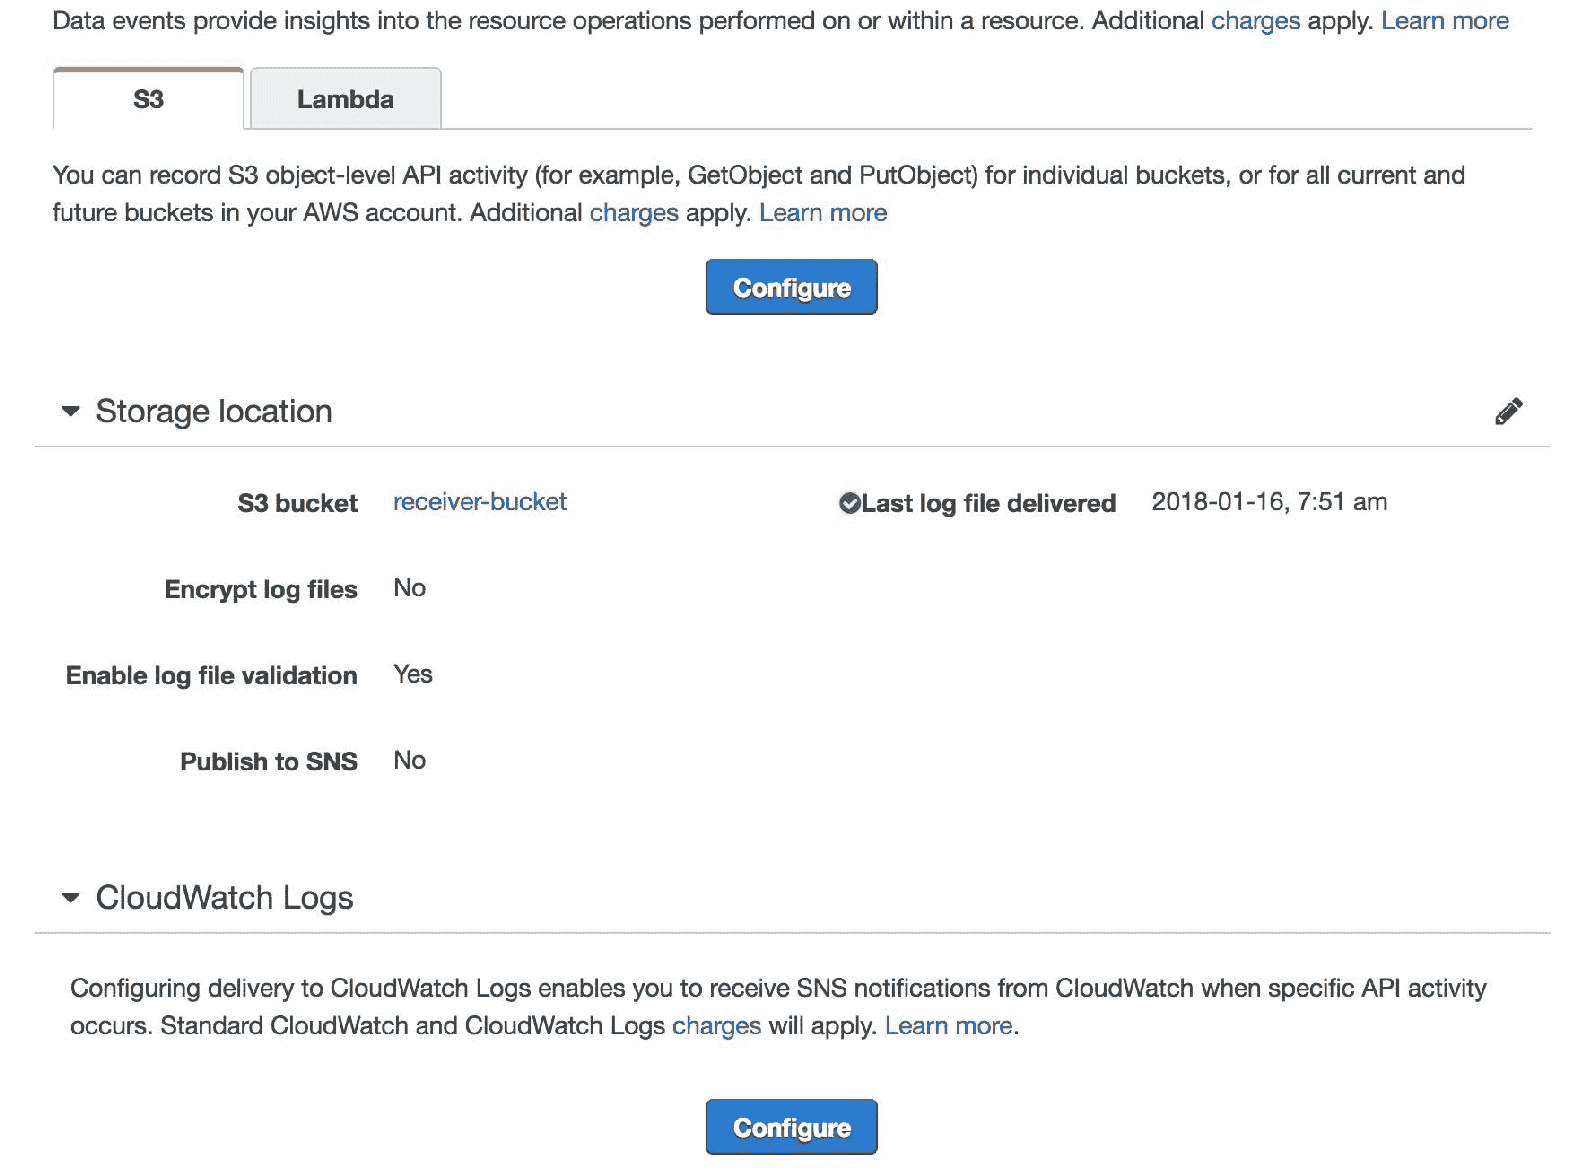 Data events provide insights into the resource operations performed on or within a resource. Additional charges apply. Learn more
S3
Lambda
You can record S3 object-level API activity (for example, GetObject and PutObject) for individual buckets, or for all current and
future buckets in your AWS account. Additional charges apply. Learn more
Configure
Storage location
S3 bucket receiver-bucket
Last log file delivered 2018-01-16, 7:51 am
Encrypt log files No
Enable log file validation Yes
Publish to SNS No
CloudWatch Logs
Configuring delivery to CloudWatch Logs enables you to receive SNS notifications from CloudWatch when specific API activity
occurs. Standard CloudWatch and CloudWatch Logs charges will apply. Learn more.
Configure